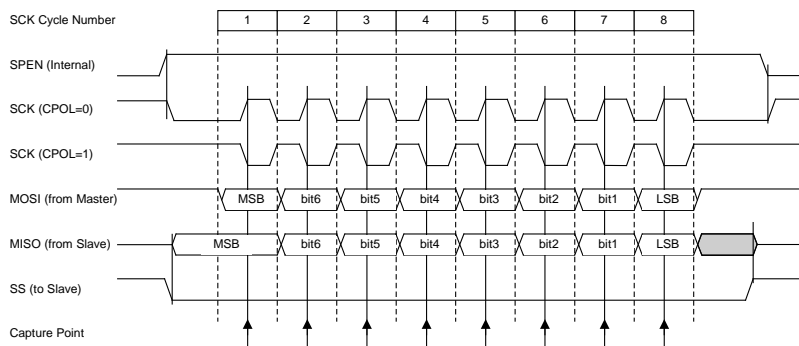 SCK Cycle Number 1 2 3 4 5 6 7 8
SPEN (Internal)
SCK (CPOL=0)
SCK (CPOL=1)
MOSI (from Master) MSB bit6 bit5 bit4 bit3 bit2 bit1 LSB
MISO (from Slave) MSB bit6 bit5 bit4 bit3 bit2 bit1 LSB
SS (to Slave)
Capture Point